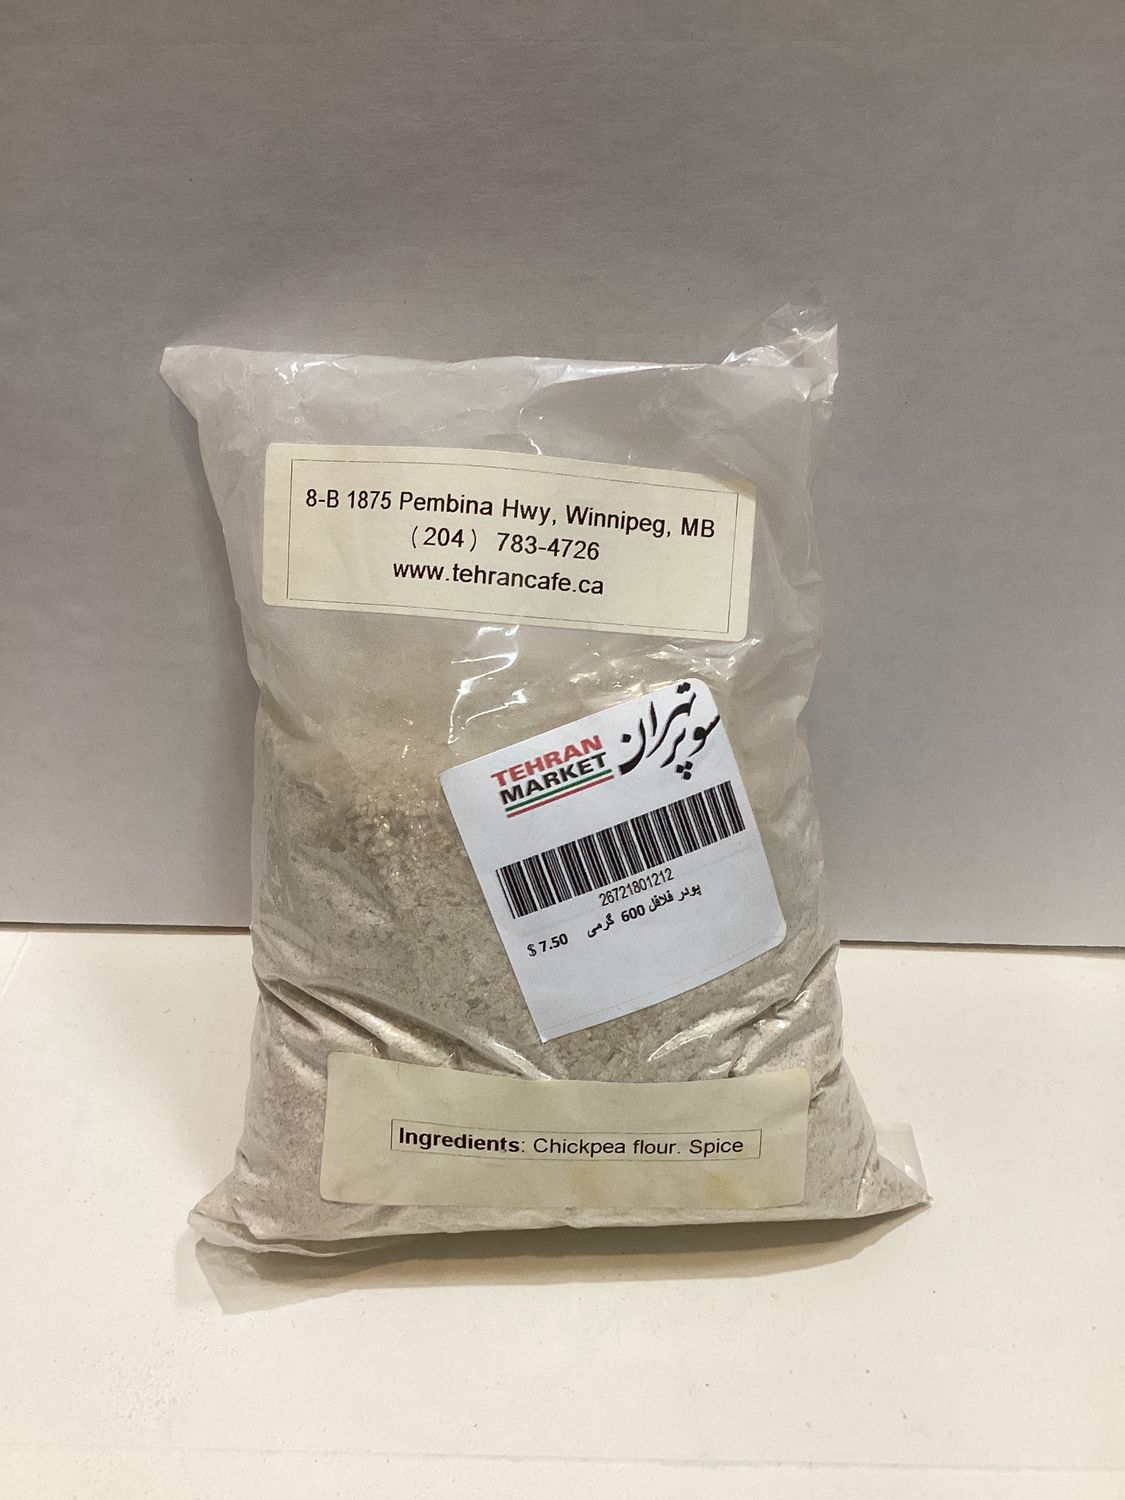 8-B 1875 Pembina Hwy, Winnipeg, MB
(204) 783-4726
www.tehrancafe.ca
TEHRAN
MARKET
سوپر تهران
26721801212
پودر فلافل 600 گرمی
$ 7.50
Ingredients: Chickpea flour. Spice